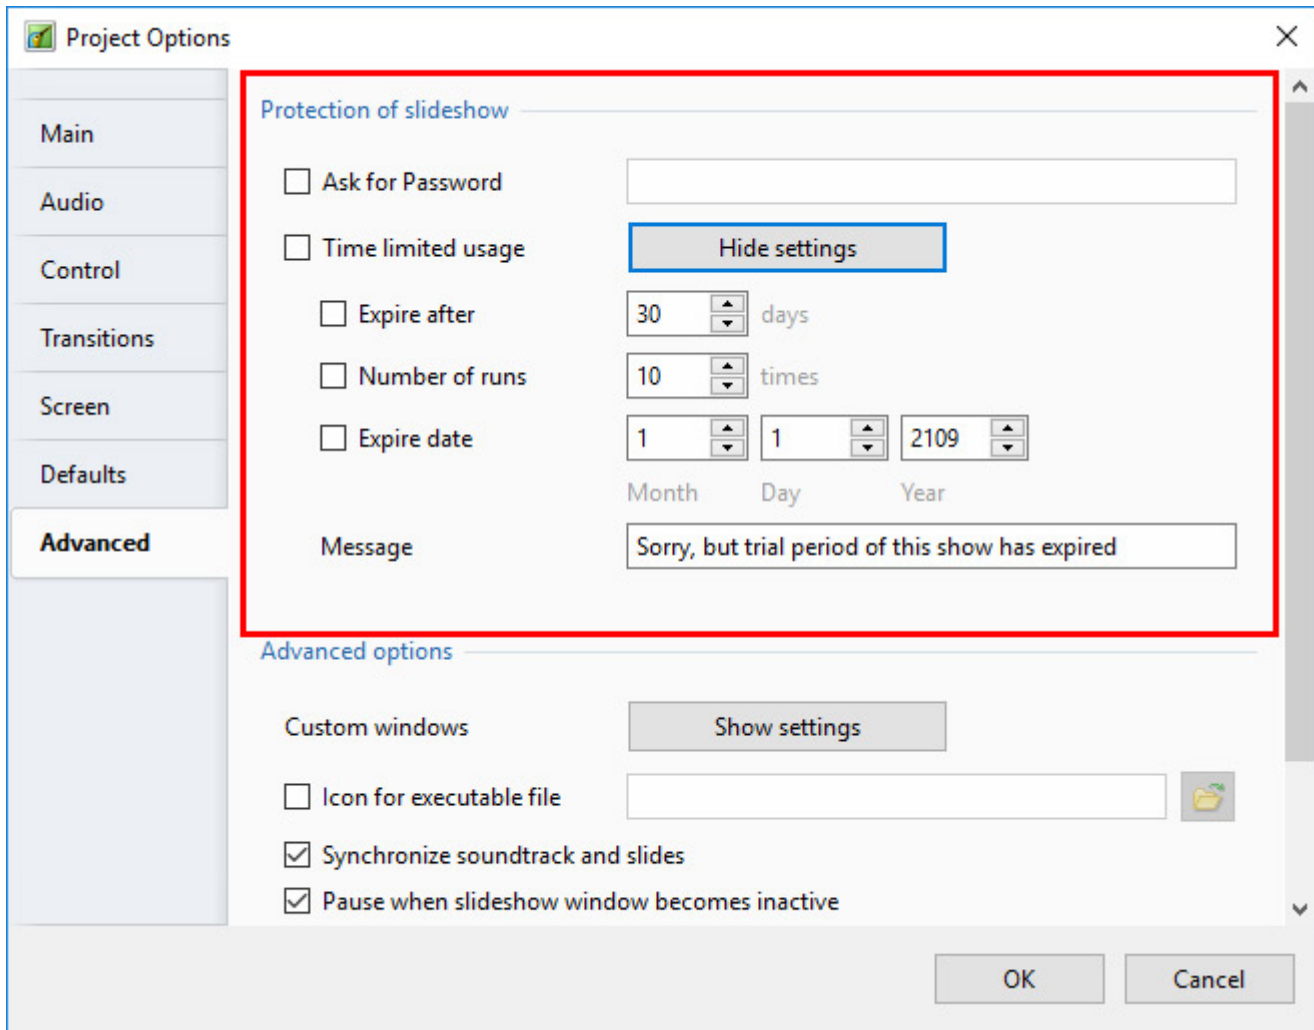 Project Options
Main
Audio
Control
Transitions
Screen
Defaults
Advanced
Protection of slideshow
Ask for Password
Time limited usage Hide settings
Expire after 30 days
Number of runs 10 times
Expire date 1 1 2109
Month Day Year
Message Sorry, but trial period of this show has expired
Advanced options
Custom windows Show settings
Icon for executable file
Synchronize soundtrack and slides
Pause when slideshow window becomes inactive
OK Cancel